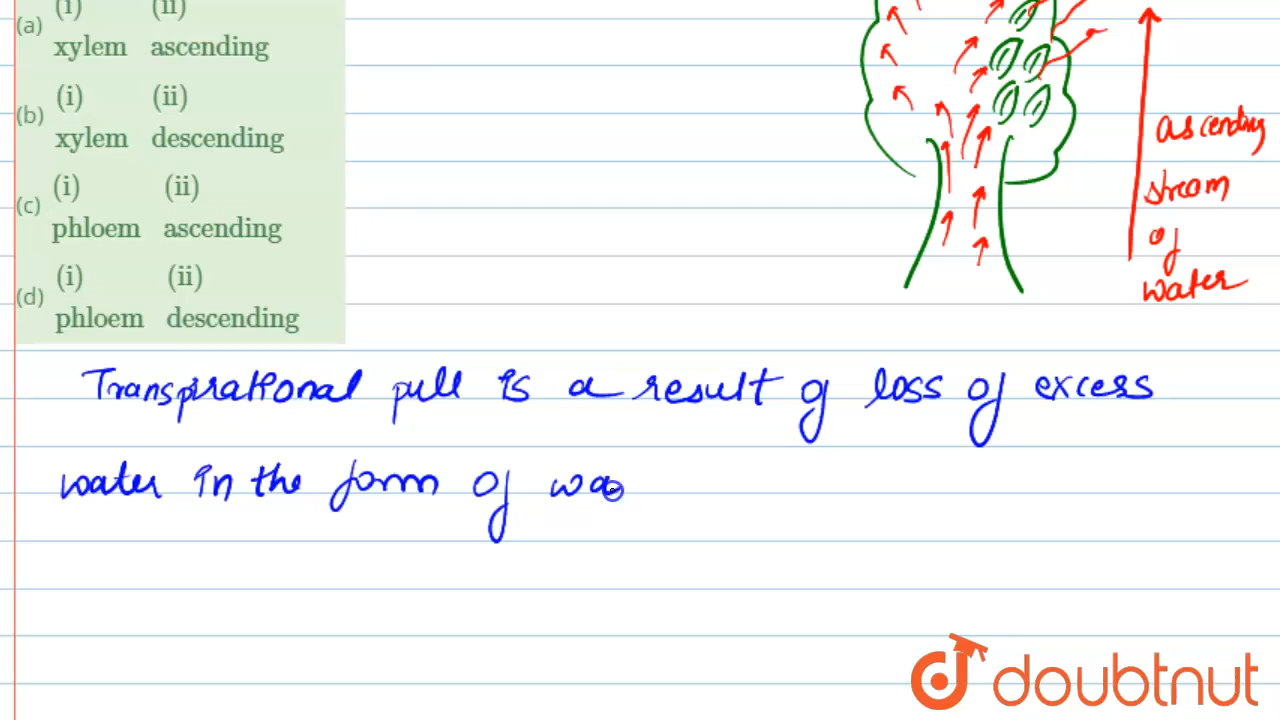 (i) (ii)
(a)
xylem ascending
(i) (ii)
(b)
xylem descending
(i) (ii)
(c)
phloem ascending
(i) (ii)
(d)
phloem descending
ascending
stream
of
water
Transpirational pull is a result of loss of excess
water in the form of wa
doubtnut